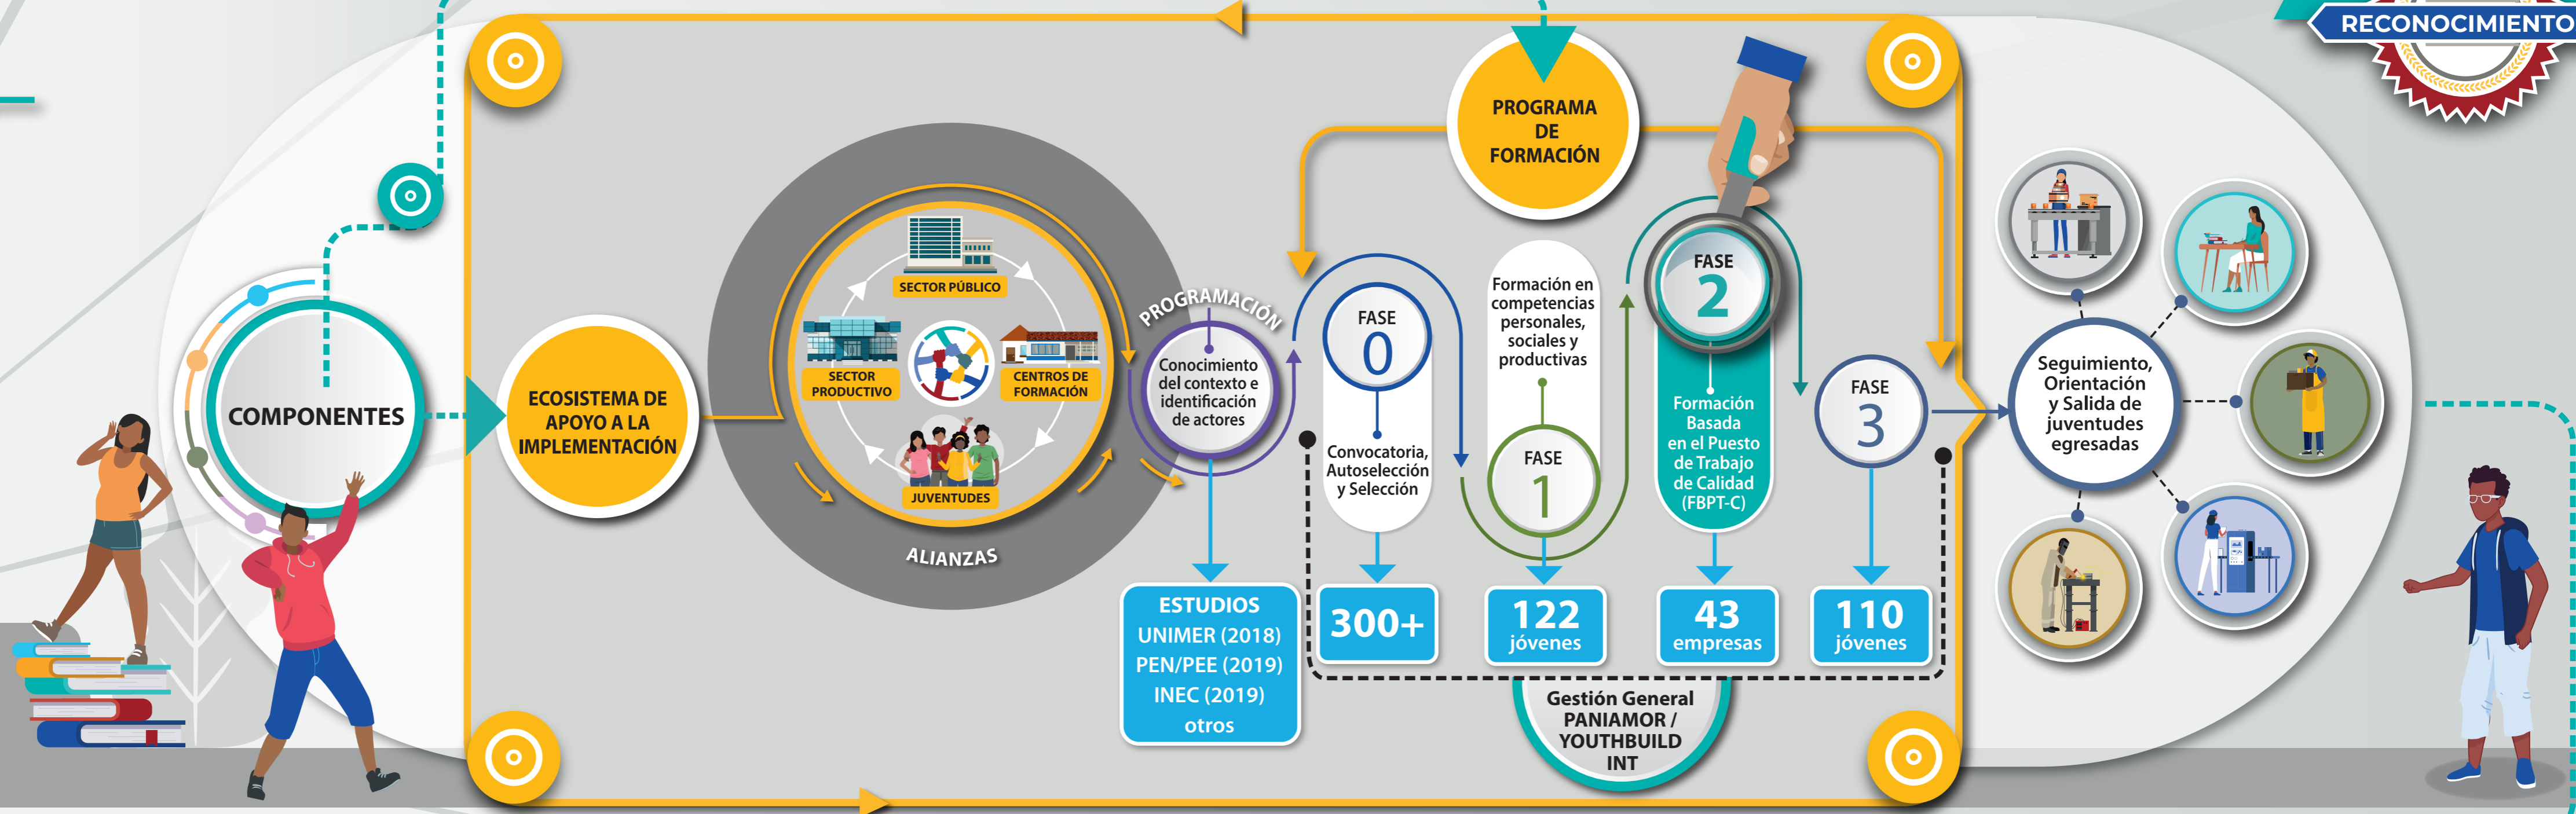 RECONOCIMIENTO
COMPONENTES
ECOSISTEMA DE
APOYO A LA
IMPLEMENTACIÓN
SECTOR PÚBLICO
SECTOR
PRODUCTIVO
CENTROS DE
FORMACIÓN
JUVENTUDES
ALIANZAS
PROGRAMACIÓN
Conocimiento
del contexto e
identificación
de actores
ESTUDIOS
UNIMER (2018)
PEN/PEE (2019)
INEC (2019)
otros
PROGRAMA
DE
FORMACIÓN
FASE
0
Convocatoria,
Autoselección
y Selección
300+
Formación en
competencias
personales,
sociales y
productivas
FASE
1
122
jóvenes
FASE
2
Formación
Basada
en el Puesto
de Trabajo
de Calidad
(FBPT-C)
43
empresas
FASE
3
110
jóvenes
Gestión General
PANIAMOR /
YOUTHBUILD
INT
Seguimiento,
Orientación
y Salida de
juventudes
egresadas